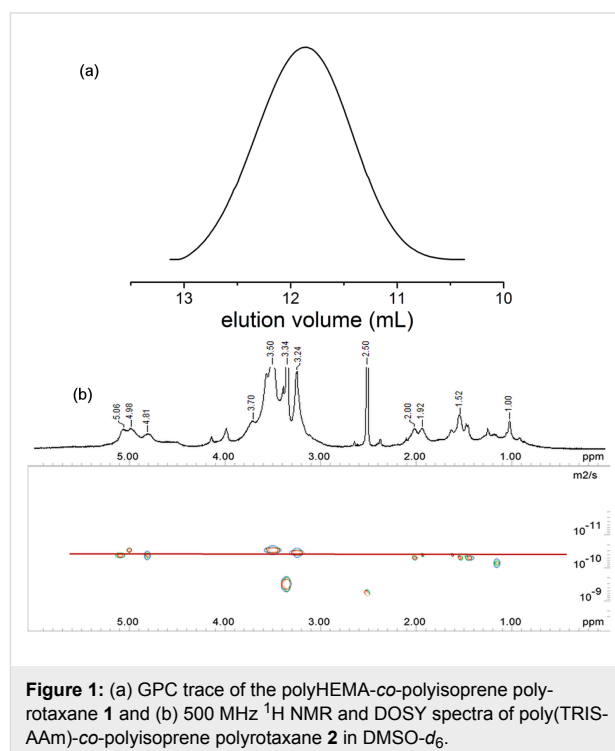 (a)
13 12 11 10
elution volume (mL)
(b)
5.06 4.98 4.81 3.70 3.50 3.34 3.24 2.50 2.00 1.92 1.52 1.00
5.00 4.00 3.00 2.00 1.00 ppm
m2/s
10⁻¹¹
10⁻¹⁰
10⁻⁹
5.00 4.00 3.00 2.00 1.00 ppm
Figure 1: (a) GPC trace of the polyHEMA-co-polyisoprene poly-
rotaxane 1 and (b) 500 MHz ¹H NMR and DOSY spectra of poly(TRIS-
AAm)-co-polyisoprene polyrotaxane 2 in DMSO-d₆.